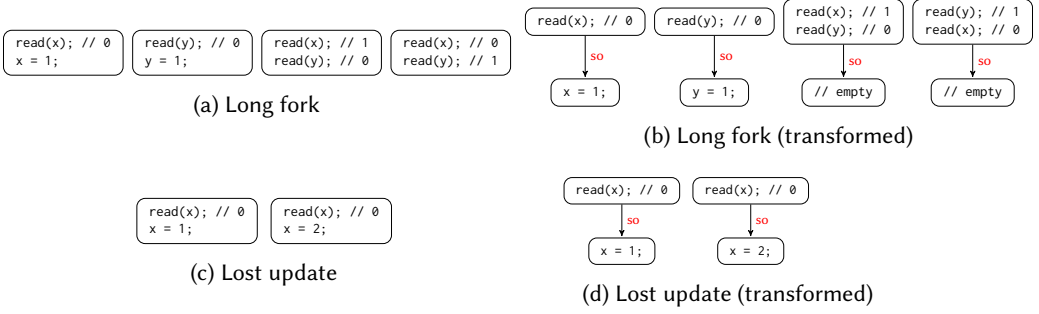 read(x); // 0
x = 1;
read(y); // 0
y = 1;
read(x); // 1
read(y); // 0
read(x); // 0
read(y); // 1
(a) Long fork
read(x); // 0
so
x = 1;
read(y); // 0
so
y = 1;
read(x); // 1
read(y); // 0
so
// empty
read(y); // 1
read(x); // 0
so
// empty
(b) Long fork (transformed)
read(x); // 0
x = 1;
read(x); // 0
x = 2;
(c) Lost update
read(x); // 0
so
x = 1;
read(x); // 0
so
x = 2;
(d) Lost update (transformed)